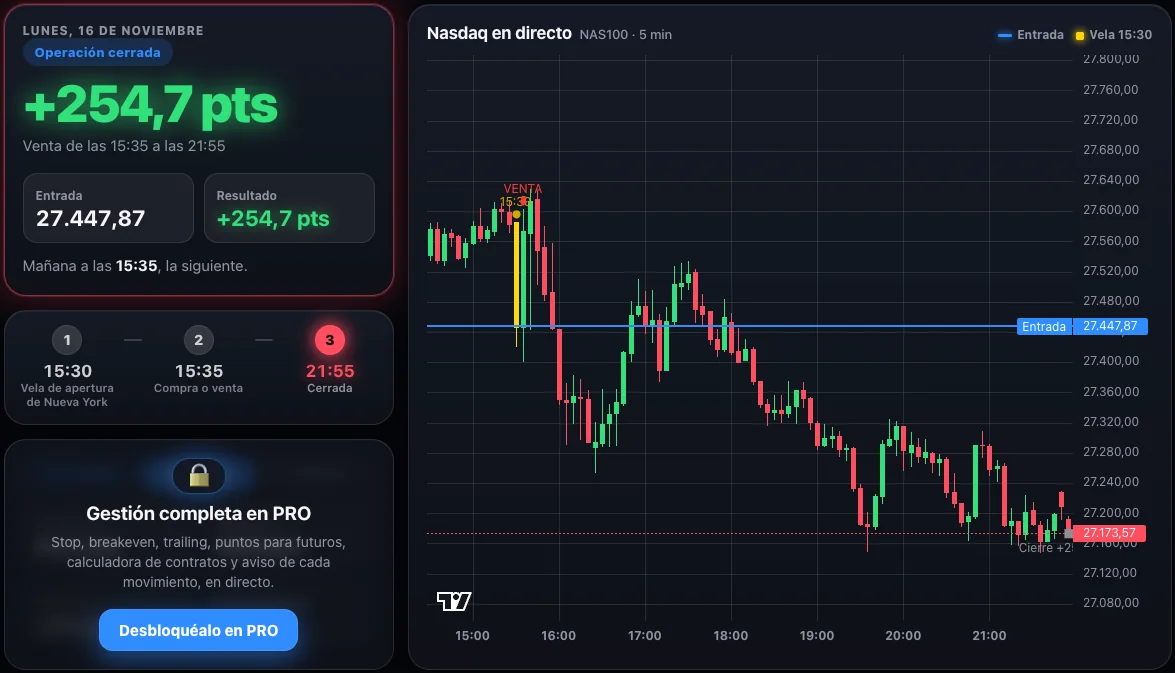 LUNES, 16 DE NOVIEMBRE
Operación cerrada
+254,7 pts
Venta de las 15:35 a las 21:55
Entrada
27.447,87
Resultado
+254,7 pts
Mañana a las 15:35, la siguiente.
1
2
3
15:30
15:35
21:55
Vela de apertura
de Nueva York
Compra o venta
Cerrada
Gestión completa en PRO
Stop, breakeven, trailing, puntos para futuros,
calculadora de contratos y aviso de cada
movimiento, en directo.
Desbloquéalo en PRO
Nasdaq en directo NAS100 · 5 min
Entrada
Vela 15:30
27.800,00
27.760,00
27.720,00
27.680,00
27.640,00
27.600,00
27.560,00
27.520,00
27.480,00
Entrada 27.447,87
27.400,00
27.360,00
27.320,00
27.280,00
27.240,00
27.200,00
27.173,57
27.160,00
27.120,00
27.080,00
VENTA
Cierre +2
15:00
16:00
17:00
18:00
19:00
20:00
21:00